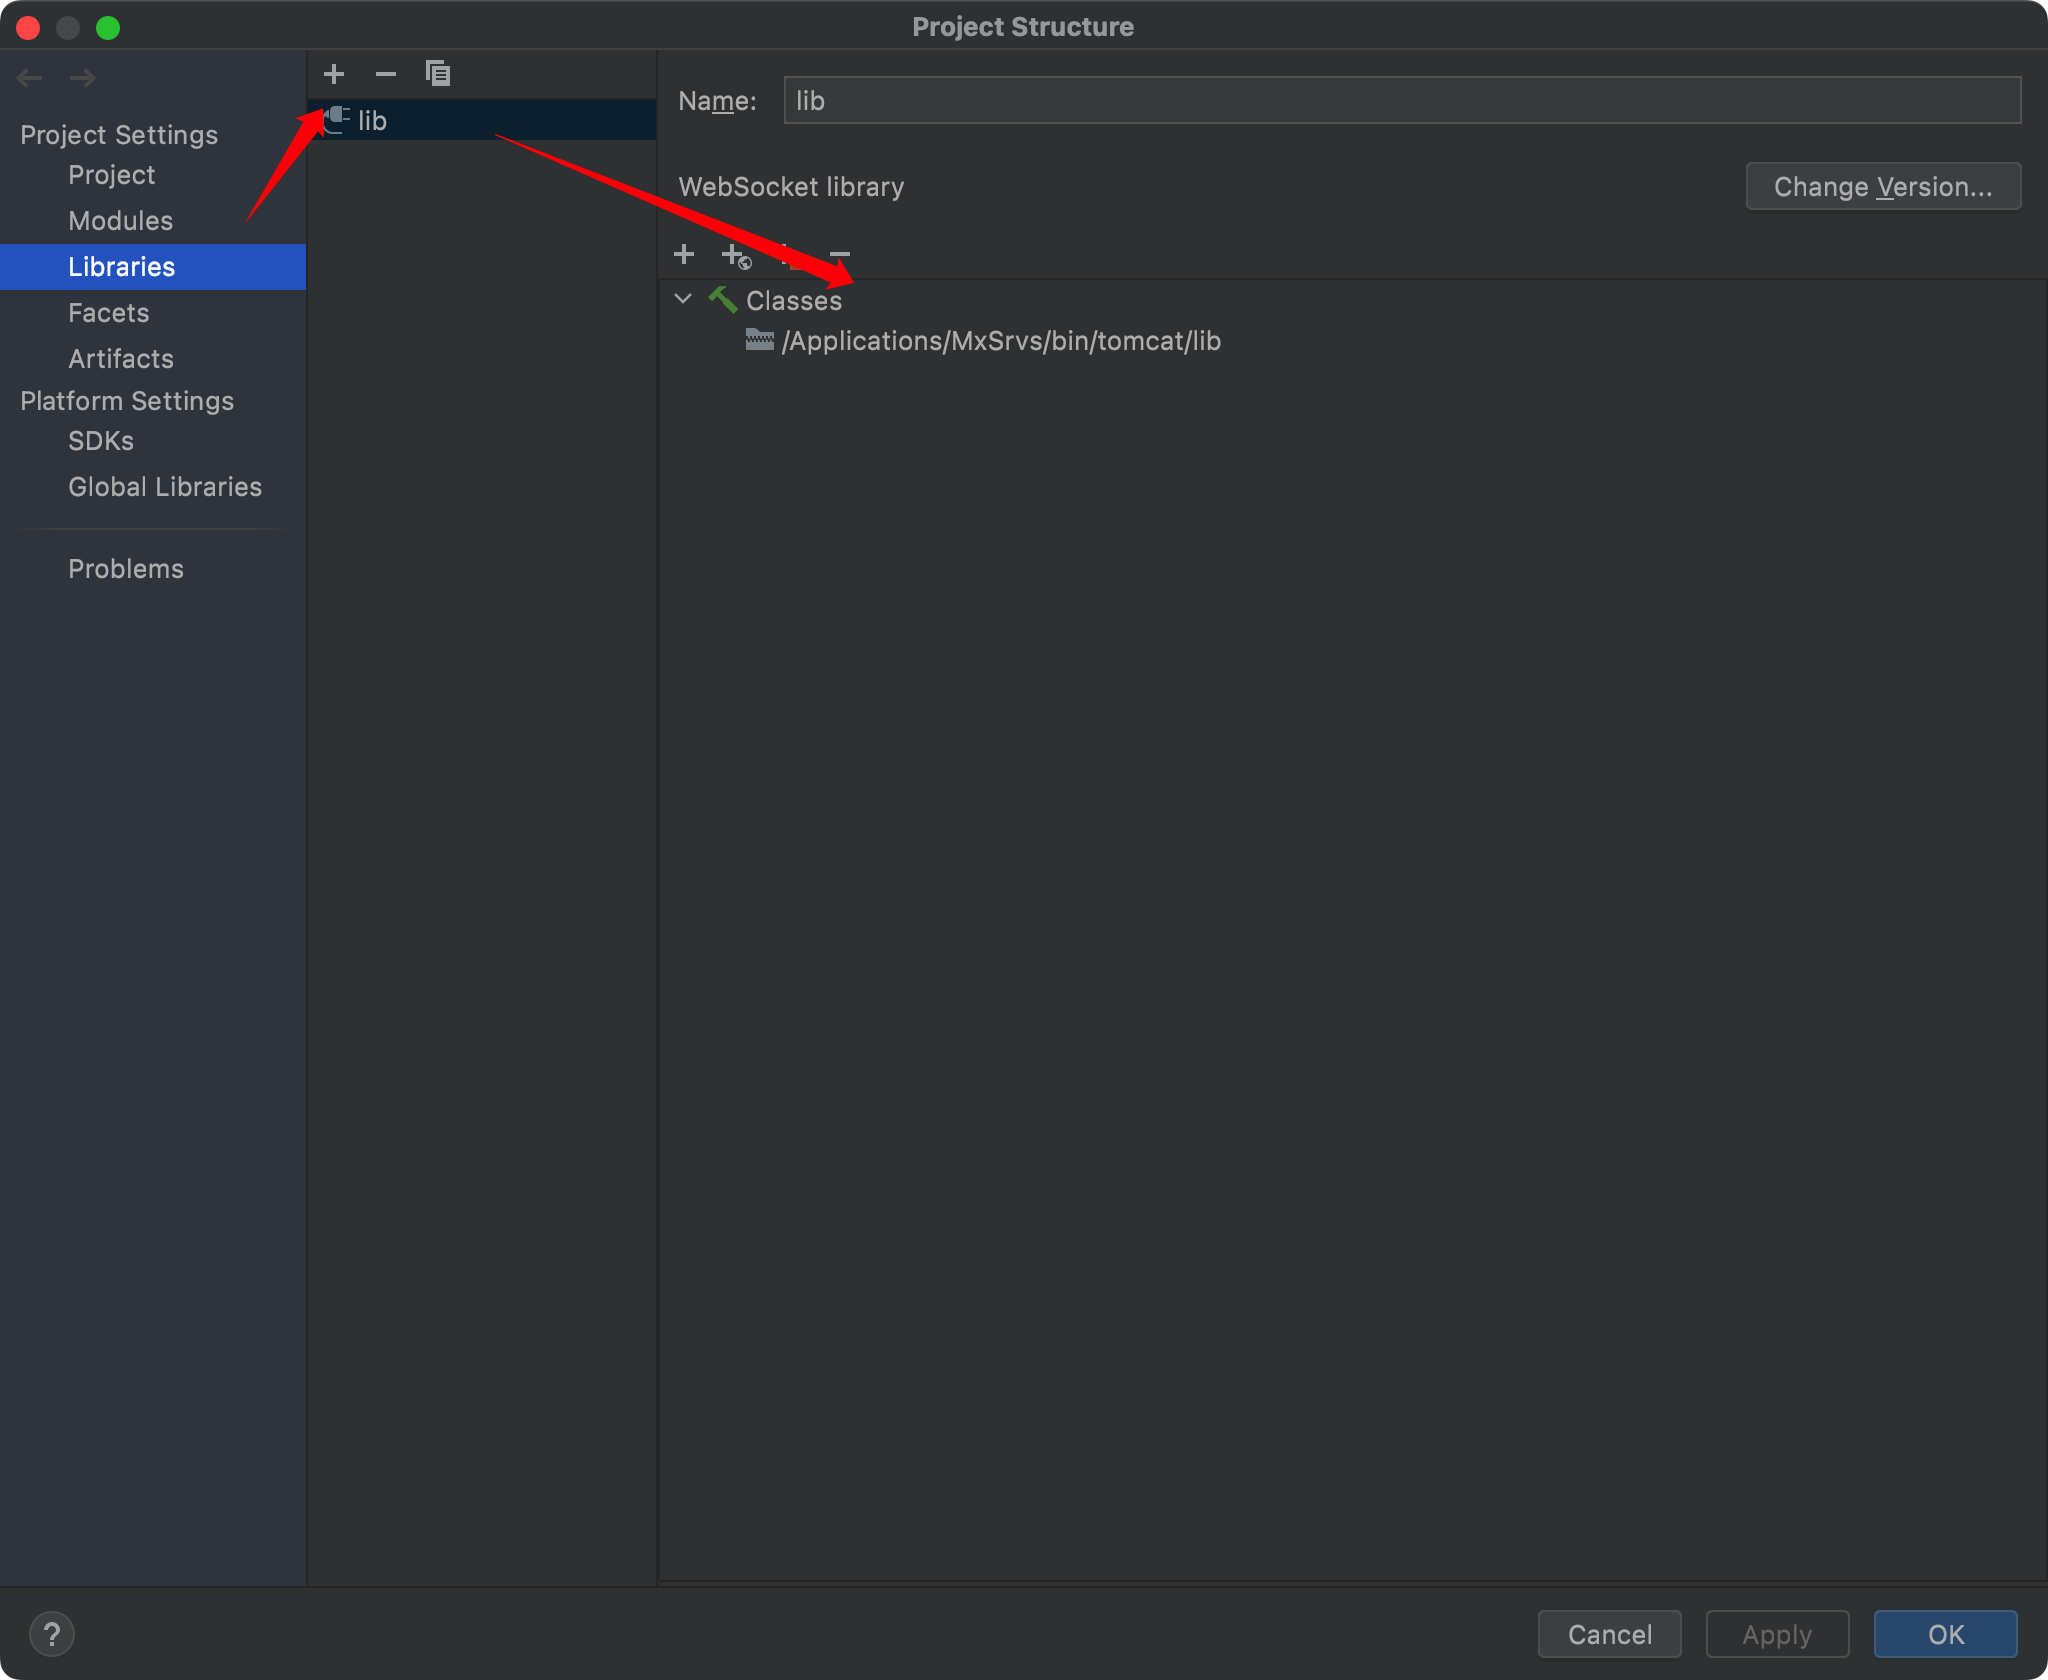 Project Structure
Project Settings
Project
Modules
Libraries
Facets
Artifacts
Platform Settings
SDKs
Global Libraries
Problems
lib
Name:
lib
WebSocket library
Change Version...
Classes
/Applications/MxSrvs/bin/tomcat/lib
?
Cancel
Apply
OK